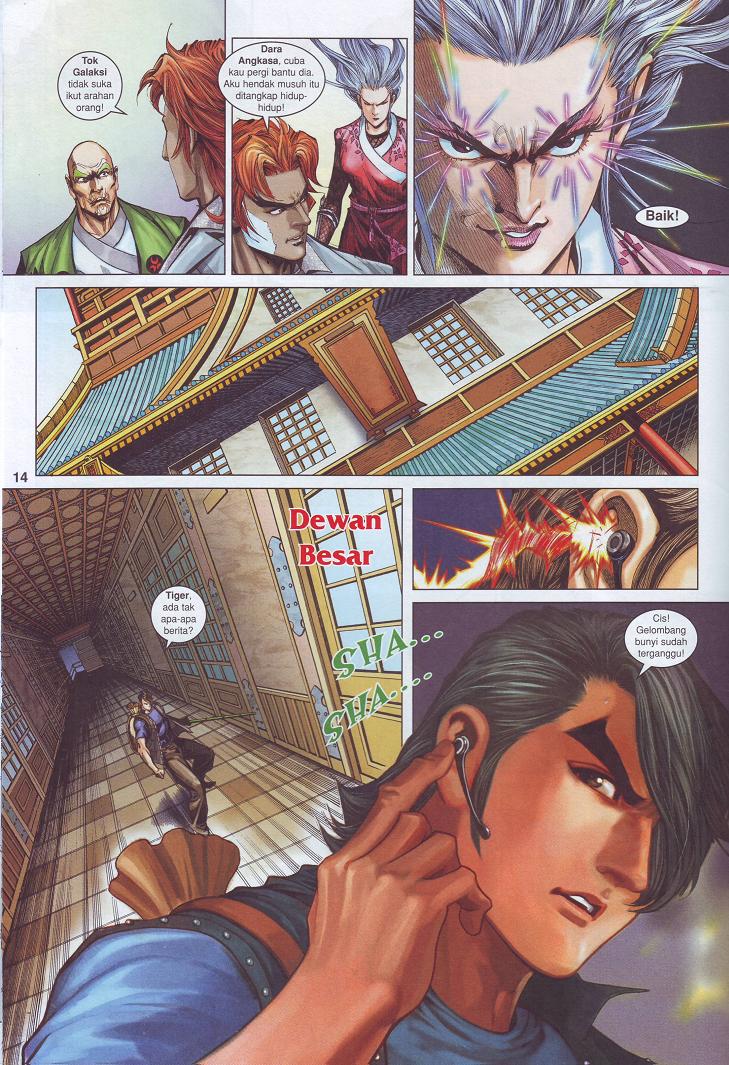 Tok
Galaksi
tidak suka
ikut arahan
orang!
Dara
Angkasa, cuba
kau pergi bantu dia.
Aku hendak musuh itu
ditangkap hidup-
hidup!
Baik!
14
Dewan
Besar
Tiger,
ada tak
apa-apa
berita?
SHA...
SHA....
Cis!
Gelombang
bunyi sudah
terganggu!